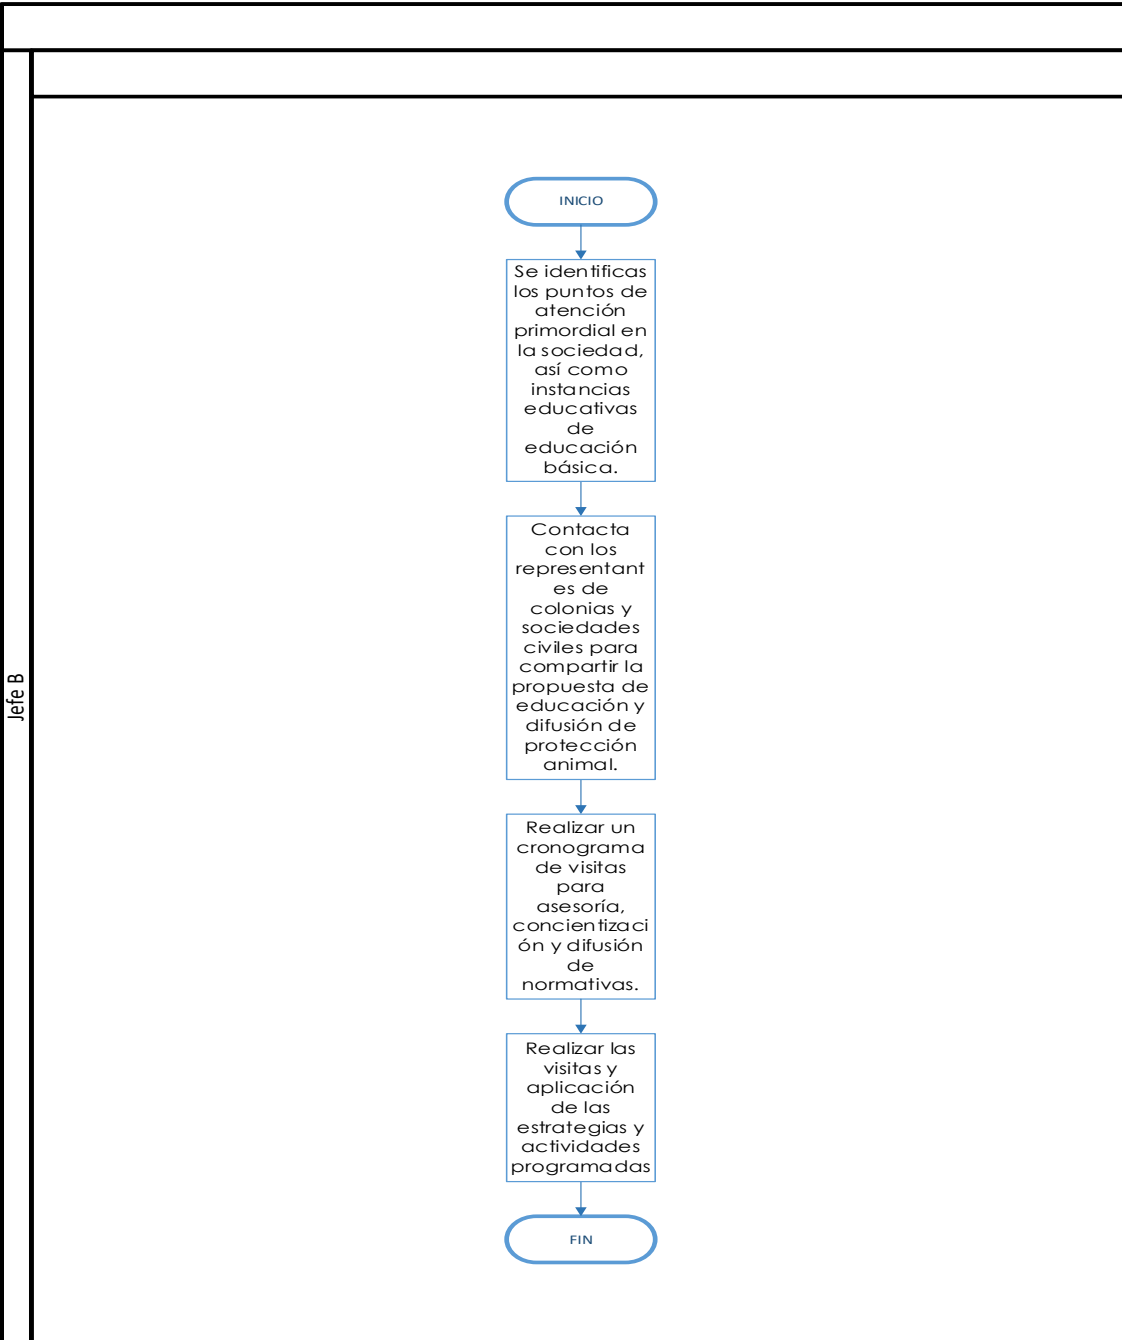 INICIO
Se identificas
los puntos de
atención
primordial en
la sociedad,
así como
instancias
educativas
de
educación
básica.
Contacta
con los
representant
es de
colonias y
sociedades
civiles para
compartir la
propuesta de
educación y
difusión de
protección
animal.
Jefe B
Realizar un
cronograma
de visitas
para
asesoría,
concientizaci
ón y difusión
de
normativas.
Realizar las
visitas y
aplicación
de las
estrategias y
actividades
programadas
FIN